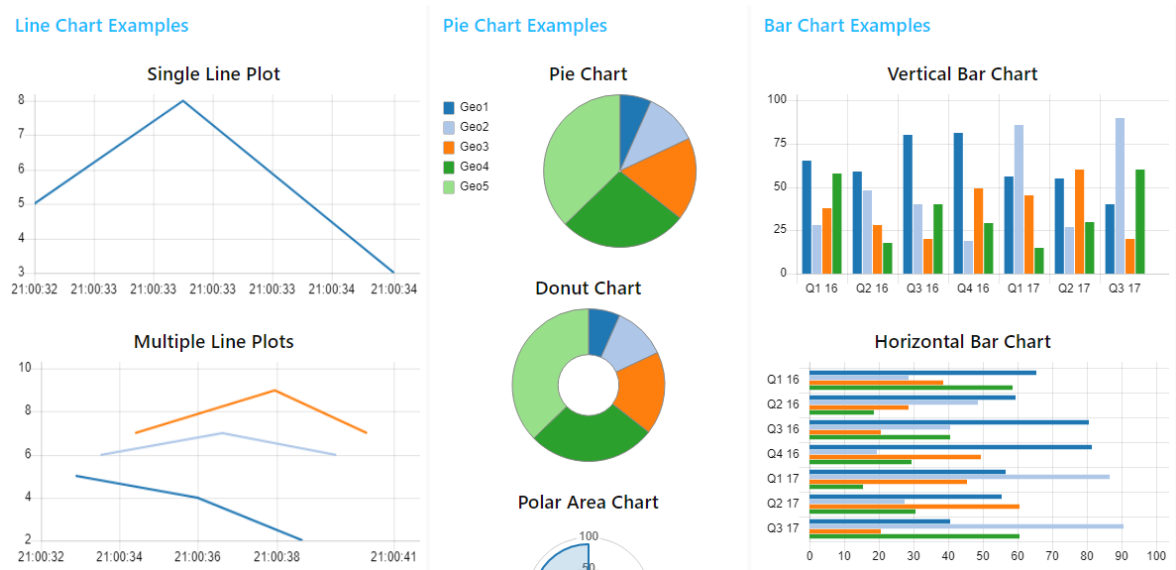 Line Chart Examples
Single Line Plot
8
7
6
5
4
3
21:00:32 21:00:33 21:00:33 21:00:33 21:00:33 21:00:34 21:00:34
Multiple Line Plots
10
8
6
4
2
21:00:32 21:00:34 21:00:36 21:00:38 21:00:41
Pie Chart Examples
Pie Chart
Geo1
Geo2
Geo3
Geo4
Geo5
Donut Chart
Polar Area Chart
100
50
Bar Chart Examples
Vertical Bar Chart
100
75
50
25
0
Q1 16 Q2 16 Q3 16 Q4 16 Q1 17 Q2 17 Q3 17
Horizontal Bar Chart
Q1 16
Q2 16
Q3 16
Q4 16
Q1 17
Q2 17
Q3 17
0 10 20 30 40 50 60 70 80 90 100